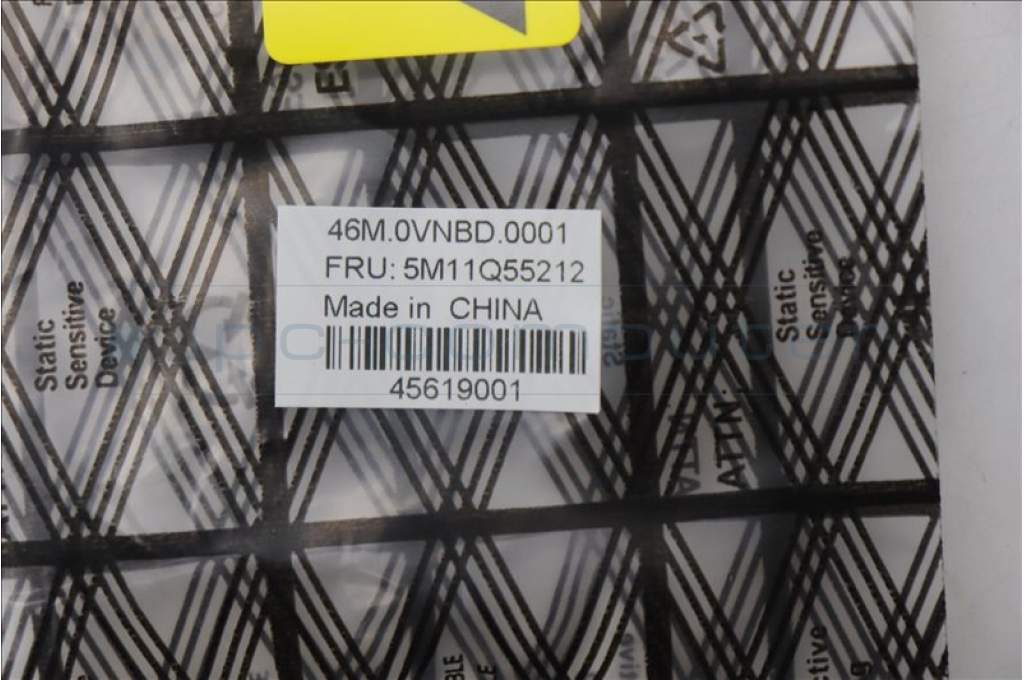 46M.0VNBD.0001
FRU: 5M11Q55212
Made in CHINA
45619001
Static
Sensitive
Device
Static
Sensitive
Device
ATTN: